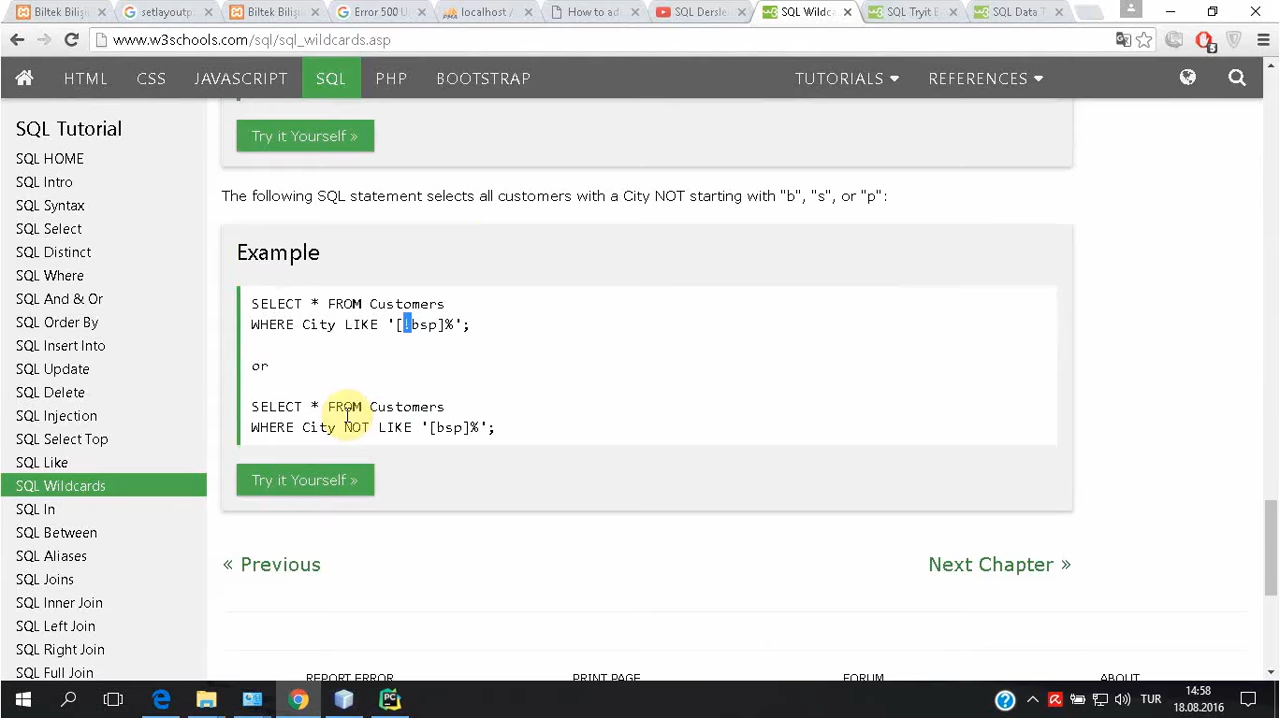 Biltek Biliş
setlayoutp
Biltek Bilişi
Error 500 U
localhost /
How to ad
SQL Dersi
SQL Wildc
SQL Tryit E
SQL Data
www.w3schools.com/sql/sql_wildcards.asp
5
HTML
CSS
JAVASCRIPT
SQL
PHP
BOOTSTRAP
TUTORIALS
REFERENCES
SQL Tutorial
SQL HOME
SQL Intro
SQL Syntax
SQL Select
SQL Distinct
SQL Where
SQL And & Or
SQL Order By
SQL Insert Into
SQL Update
SQL Delete
SQL Injection
SQL Select Top
SQL Like
SQL Wildcards
SQL In
SQL Between
SQL Aliases
SQL Joins
SQL Inner Join
SQL Left Join
SQL Right Join
SQL Full Join
Try it Yourself »
The following SQL statement selects all customers with a City NOT starting with "b", "s", or "p":
Example
SELECT * FROM Customers
WHERE City LIKE '[!bsp]%';
or
SELECT * FROM Customers
WHERE City NOT LIKE '[bsp]%';
Try it Yourself »
« Previous
Next Chapter »
REPORT ERROR
PRINT PAGE
FORUM
ABOUT
TUR
14:58
18.08.2016